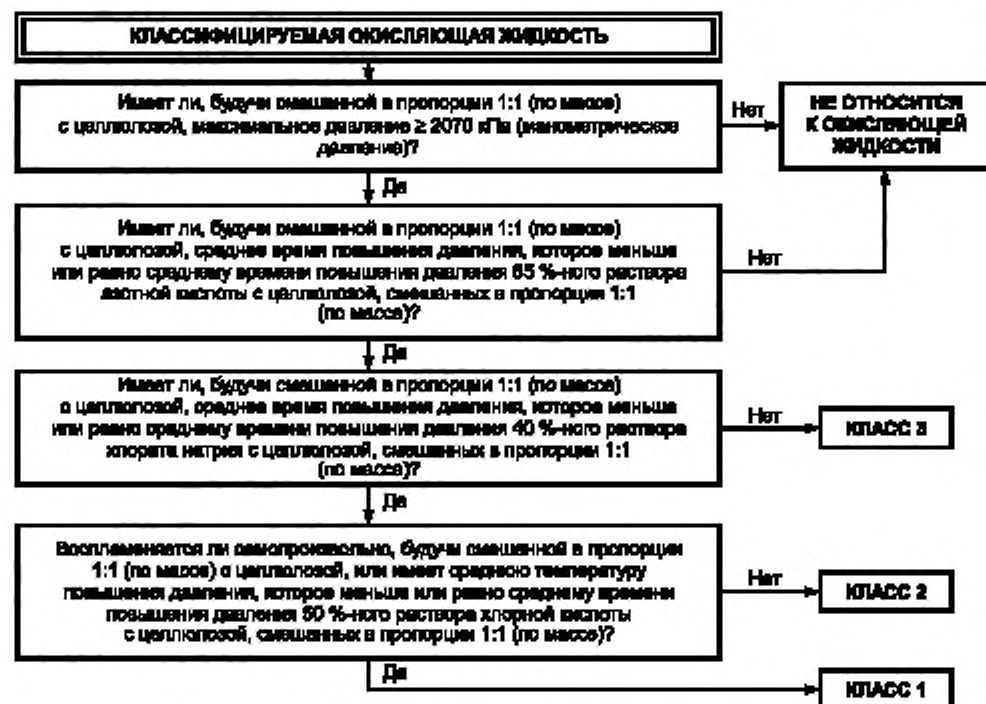 КЛАССИФИЦИРУЕМАЯ ОКИСЛЯЮЩАЯ ЖИДКОСТЬ
Имеет ли, будучи смешанной в пропорции 1:1 (по массе)
с целлюлозой, максимальное давление ≥ 2070 кПа (манометрическое
давление)?
Нет
НЕ ОТНОСИТСЯ
К ОКИСЛЯЮЩЕЙ
ЖИДКОСТИ
Да
Имеет ли, будучи смешанной в пропорции 1:1 (по массе)
с целлюлозой, среднее время повышения давления, которое меньше
или равно среднему времени повышения давления 65 %-ного раствора
азотной кислоты с целлюлозой, смешанных в пропорции 1:1
(по массе)?
Нет
Да
Имеет ли, будучи смешанной в пропорции 1:1 (по массе)
с целлюлозой, среднее время повышения давления, которое меньше
или равно среднему времени повышения давления 40 %-ного раствора
хлората натрия с целлюлозой, смешанных в пропорции 1:1
(по массе)?
Нет
КЛАСС 3
Да
Воспламеняется ли самопроизвольно, будучи смешанной в пропорции
1:1 (по массе) с целлюлозой, или имеет среднюю температуру
повышения давления, которое меньше или равно среднему времени
повышения давления 50 %-ного раствора хлорной кислоты
с целлюлозой, смешанных в пропорции 1:1 (по массе)?
Нет
КЛАСС 2
Да
КЛАСС 1